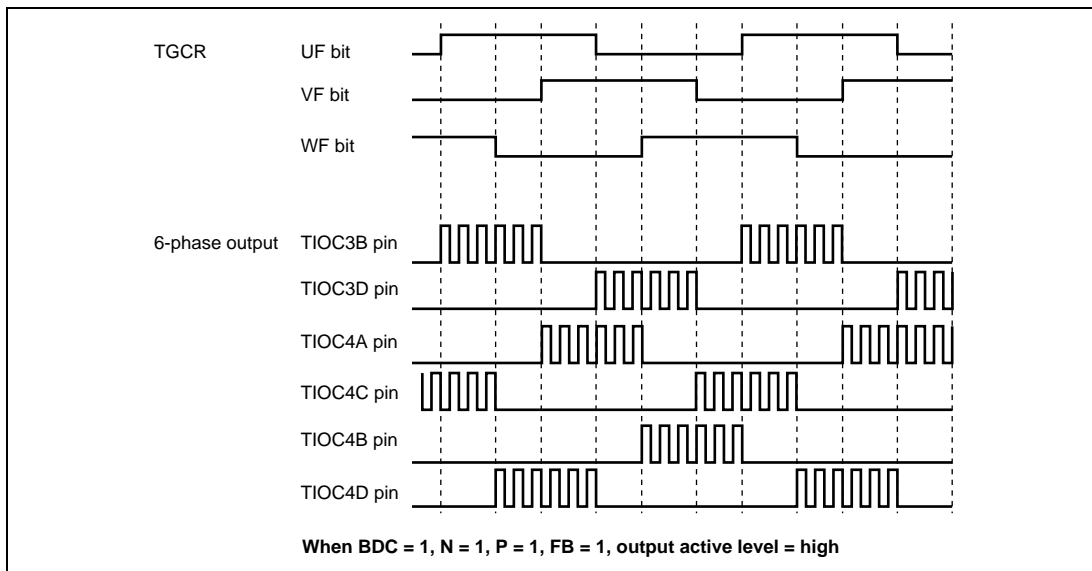 TGCR UF bit
VF bit
WF bit
6-phase output TIOC3B pin
TIOC3D pin
TIOC4A pin
TIOC4C pin
TIOC4B pin
TIOC4D pin
When BDC = 1, N = 1, P = 1, FB = 1, output active level = high